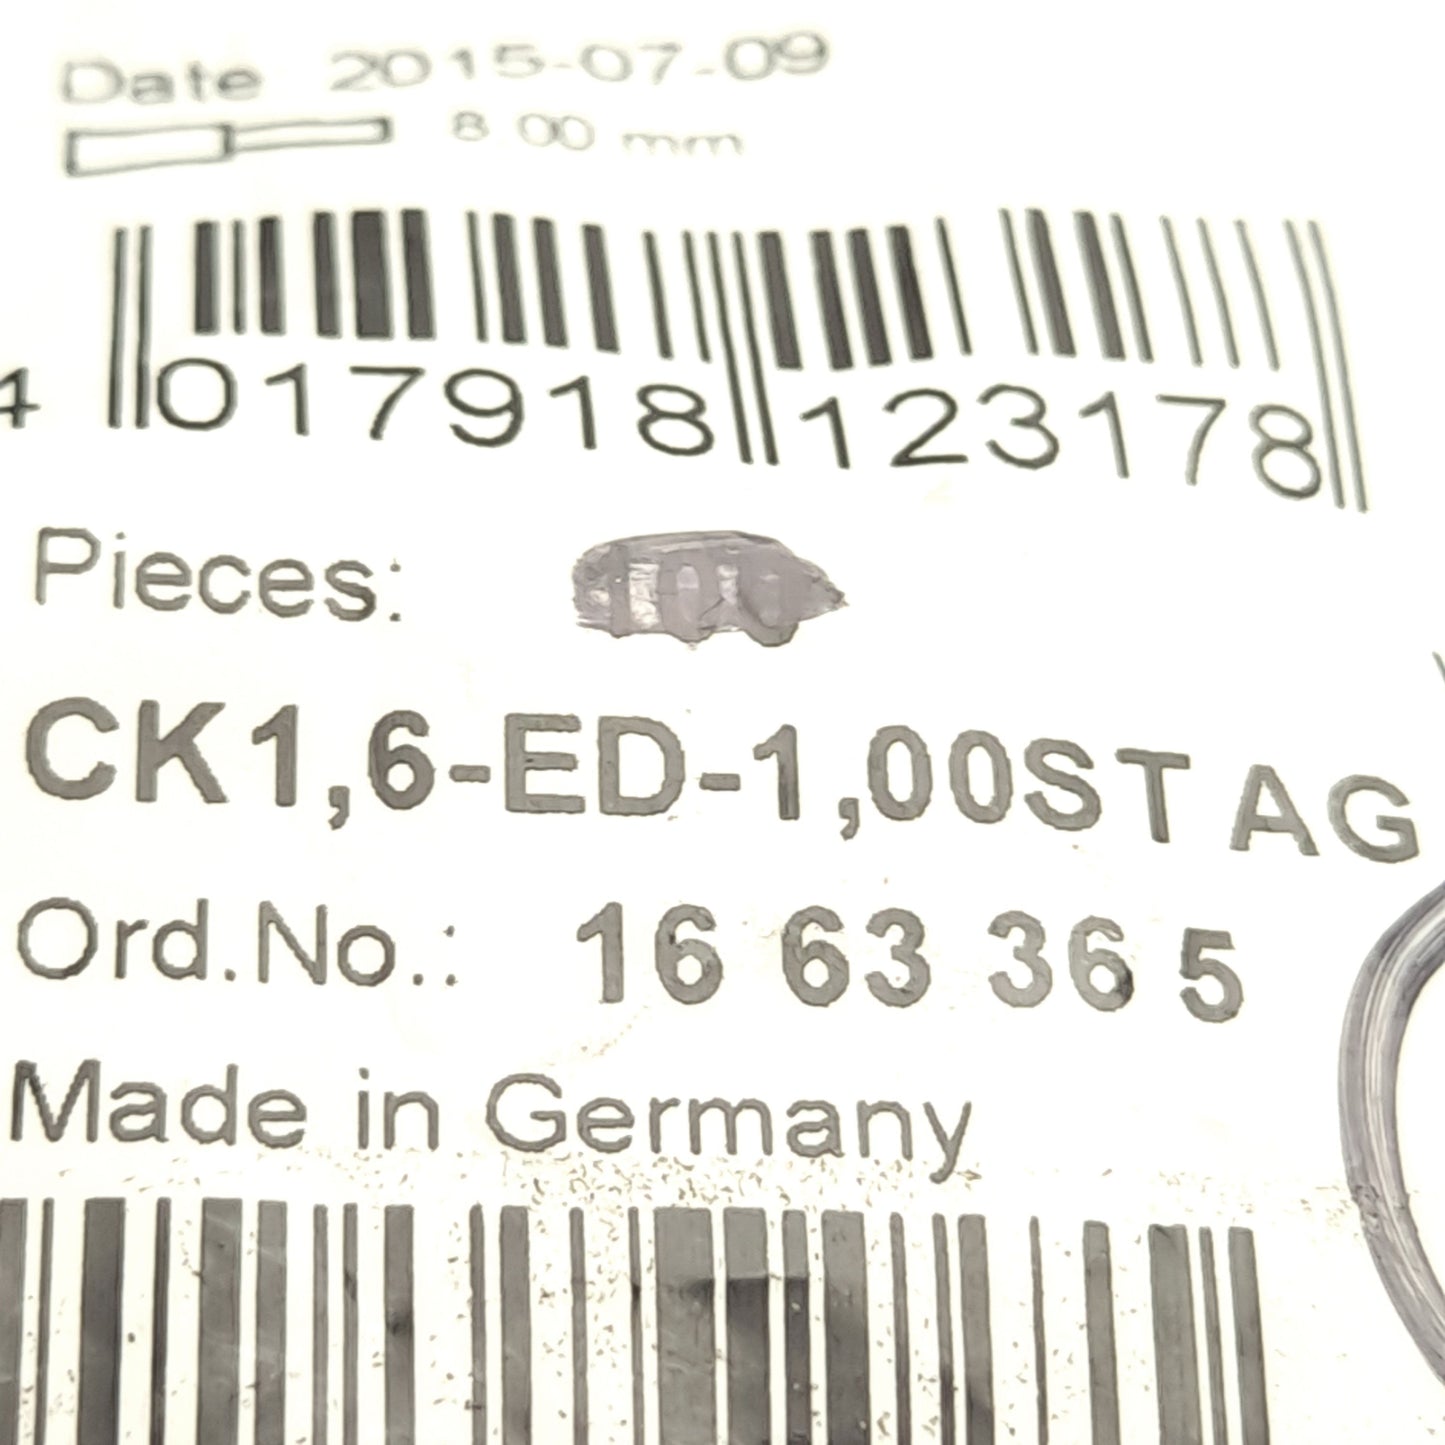 Date 2015-07-09
8.00 mm
4 017918 123178
Pieces:
CK1,6-ED-1,00ST AG
Ord.No.: 16 63 36 5
Made in Germany